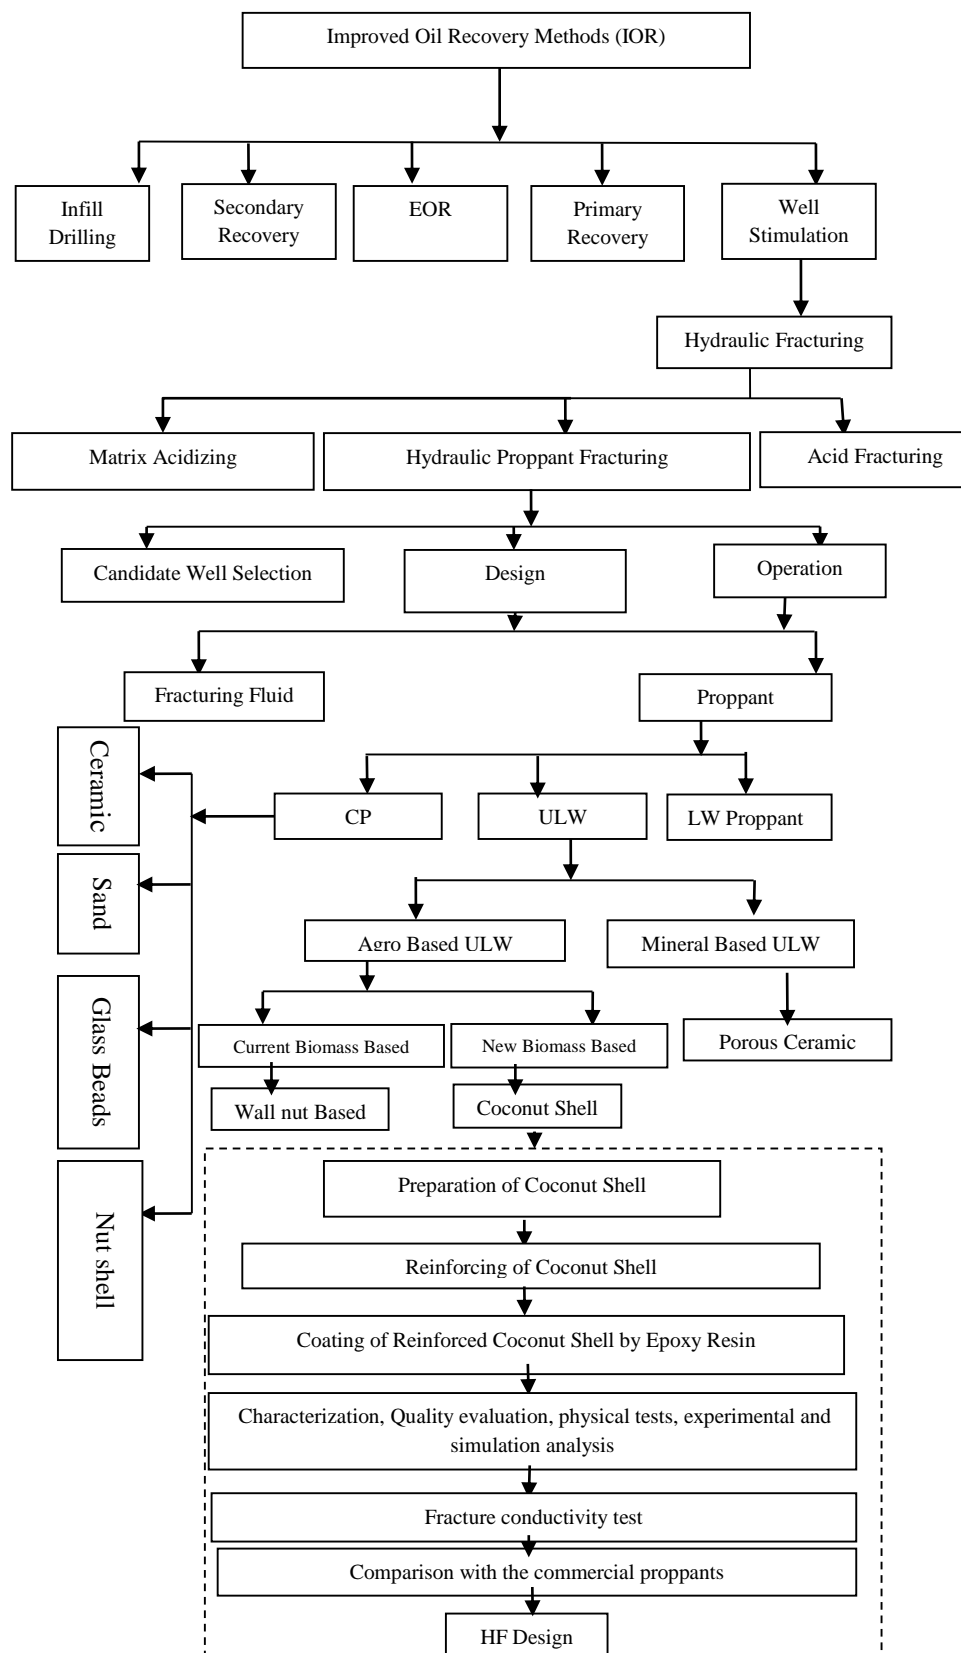 Improved Oil Recovery Methods (IOR)
Infill
Drilling
Secondary
Recovery
EOR
Primary
Recovery
Well
Stimulation
Hydraulic Fracturing
Matrix Acidizing
Hydraulic Proppant Fracturing
Acid Fracturing
Candidate Well Selection
Design
Operation
Fracturing Fluid
Proppant
Ceramic
CP
ULW
LW Proppant
Sand
Agro Based ULW
Mineral Based ULW
Glass Beads
Current Biomass Based
New Biomass Based
Porous Ceramic
Wall nut Based
Coconut Shell
Nut shell
Preparation of Coconut Shell
Reinforcing of Coconut Shell
Coating of Reinforced Coconut Shell by Epoxy Resin
Characterization, Quality evaluation, physical tests, experimental and
simulation analysis
Fracture conductivity test
Comparison with the commercial proppants
HF Design